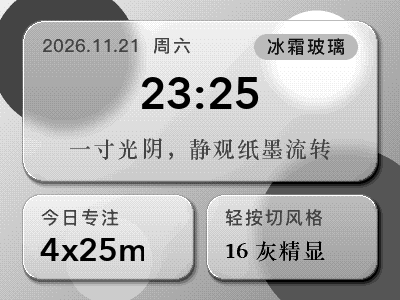 2026.11.21 周六
冰霜玻璃
23:25
一寸光阴，静观纸墨流转
今日专注
4x25m
轻按切风格
16 灰精显